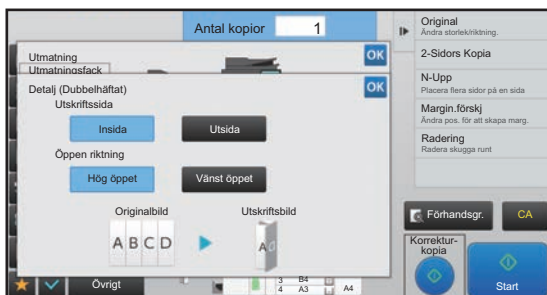 Antal kopior
1
Original
Ändra storlek/riktning.
2-Sidors Kopia
N-Upp
Placera flera sidor på en sida
Margin.förskj
Ändra pos. för att skapa marg.
Radering
Radera skugga runt
Utmatning
OK
Utmatningsfack
Detalj (Dubbelhäftat)
OK
Utskriftssida
Insida
Utsida
Öppen riktning
Hög öppet
Vänst öppet
Originalbild
Utskriftsbild
A B C D
A
Förhandsgr.
CA
Korrektur-
kopia
Start
Övrigt
3 B4
4 A3
A4